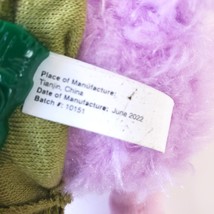 Place of Manufacture:
Tianjin, China
Date of Manufacture: June 2022
Batch #: 10151